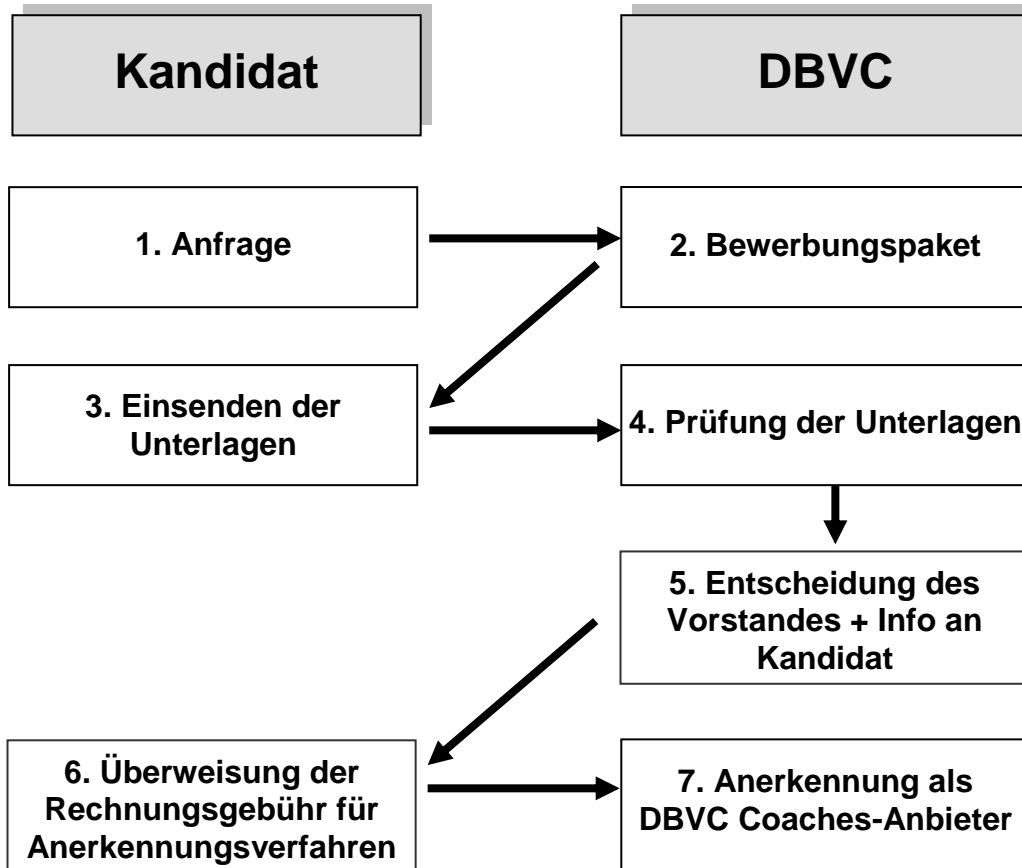 Kandidat
DBVC
1. Anfrage
2. Bewerbungspaket
3. Einsenden der
Unterlagen
4. Prüfung der Unterlagen
5. Entscheidung des
Vorstandes + Info an
Kandidat
6. Überweisung der
Rechnungsgebühr für
Anerkennungsverfahren
7. Anerkennung als
DBVC Coaches-Anbieter